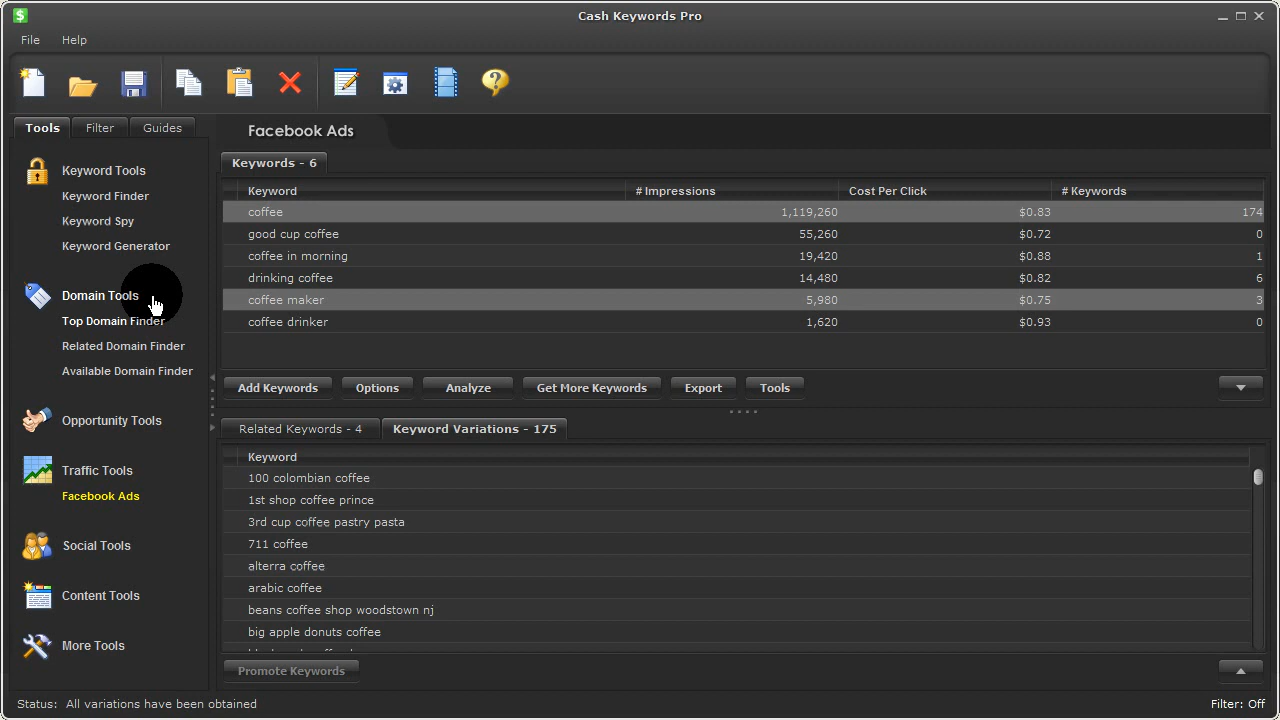 Cash Keywords Pro
File Help
Tools Filter Guides
Keyword Tools
Keyword Finder
Keyword Spy
Keyword Generator
Domain Tools
Top Domain Finder
Related Domain Finder
Available Domain Finder
Opportunity Tools
Traffic Tools
Facebook Ads
Social Tools
Content Tools
More Tools
Facebook Ads
Keywords - 6
Keyword # Impressions Cost Per Click # Keywords
coffee 1,119,260 $0.83 174
good cup coffee 55,260 $0.72 0
coffee in morning 19,420 $0.88 1
drinking coffee 14,480 $0.82 6
coffee maker 5,980 $0.75 3
coffee drinker 1,620 $0.93 0
Add Keywords Options Analyze Get More Keywords Export Tools
Related Keywords - 4 Keyword Variations - 175
Keyword
100 colombian coffee
1st shop coffee prince
3rd cup coffee pastry pasta
711 coffee
alterra coffee
arabic coffee
beans coffee shop woodstown nj
big apple donuts coffee
Promote Keywords
Status: All variations have been obtained
Filter: Off